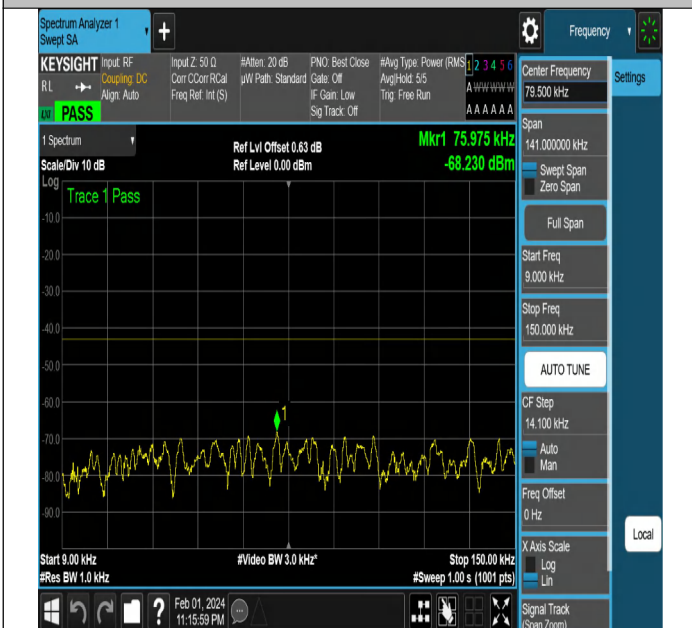 Spectrum Analyzer 1
Swept SA
+
Frequency
KEYSIGHT
RL
LXI PASS
Input: RF
Coupling: DC
Align: Auto
Input Z: 50 Ω
Corr CCorr RCal
Freq Ref: Int (S)
#Atten: 20 dB
µW Path: Standard
PNO: Best Close
Gate: Off
IF Gain: Low
Sig Track: Off
#Avg Type: Power (RMS
Avg|Hold: 5/5
Trig: Free Run
1 2 3 4 5 6
A W W W W W
A A A A A A
1 Spectrum
Scale/Div 10 dB
Log
Ref Lvl Offset 0.63 dB
Ref Level 0.00 dBm
Mkr1 75.975 kHz
-68.230 dBm
Trace 1 Pass
-10.0
-20.0
-30.0
-40.0
-50.0
-60.0
-70.0
-80.0
-90.0
1
Start 9.00 kHz
#Res BW 1.0 kHz
#Video BW 3.0 kHz*
Stop 150.00 kHz
#Sweep 1.00 s (1001 pts)
?
Feb 01, 2024
11:15:59 PM
Center Frequency
79.500 kHz
Settings
Span
141.000000 kHz
Swept Span
Zero Span
Full Span
Start Freq
9.000 kHz
Stop Freq
150.000 kHz
AUTO TUNE
CF Step
14.100 kHz
Auto
Man
Freq Offset
0 Hz
X Axis Scale
Log
Lin
Local
Signal Track
(Span Zoom)